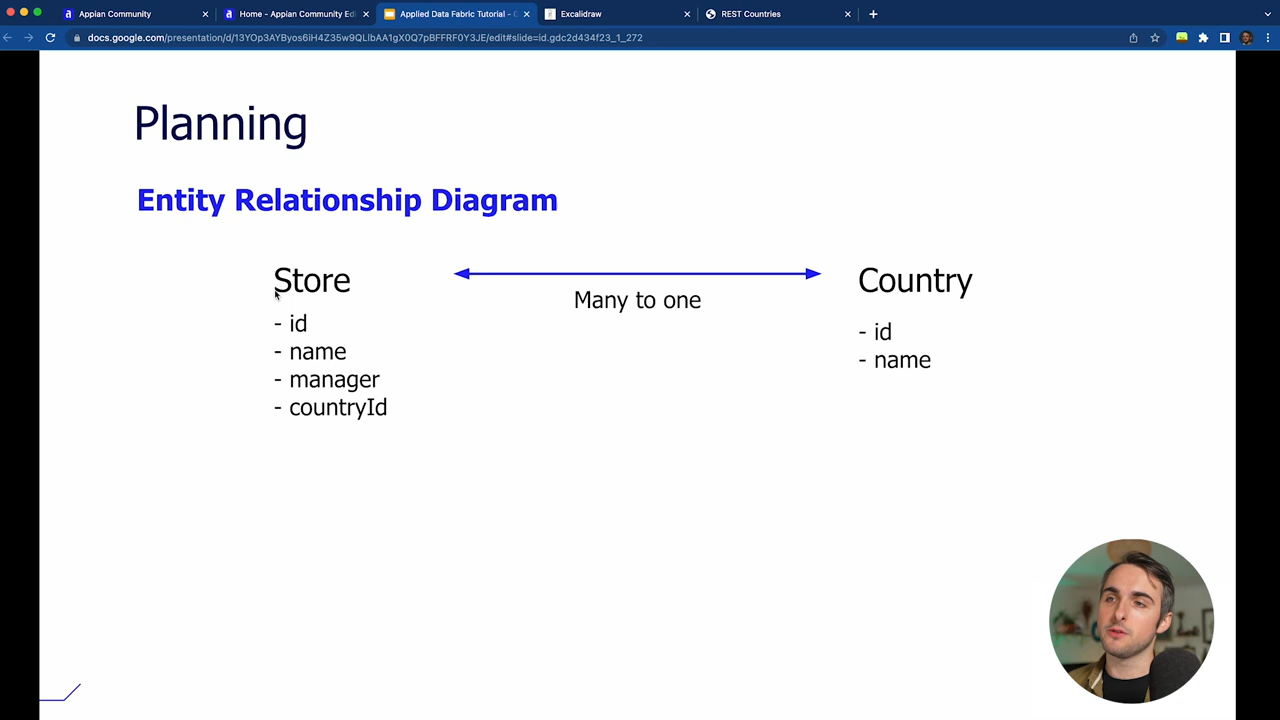 Appian Community
Home - Appian Community Edi
Applied Data Fabric Tutorial - G
Excalidraw
REST Countries
docs.google.com/presentation/d/13YOp3AYByos6iH4Z35w9QLIbAA1gX0Q7pBFFRF0Y3JE/edit#slide=id.gdc2d434f23_1_272
Planning
Entity Relationship Diagram
Store
Country
Many to one
- id
- name
- manager
- countryId
- id
- name